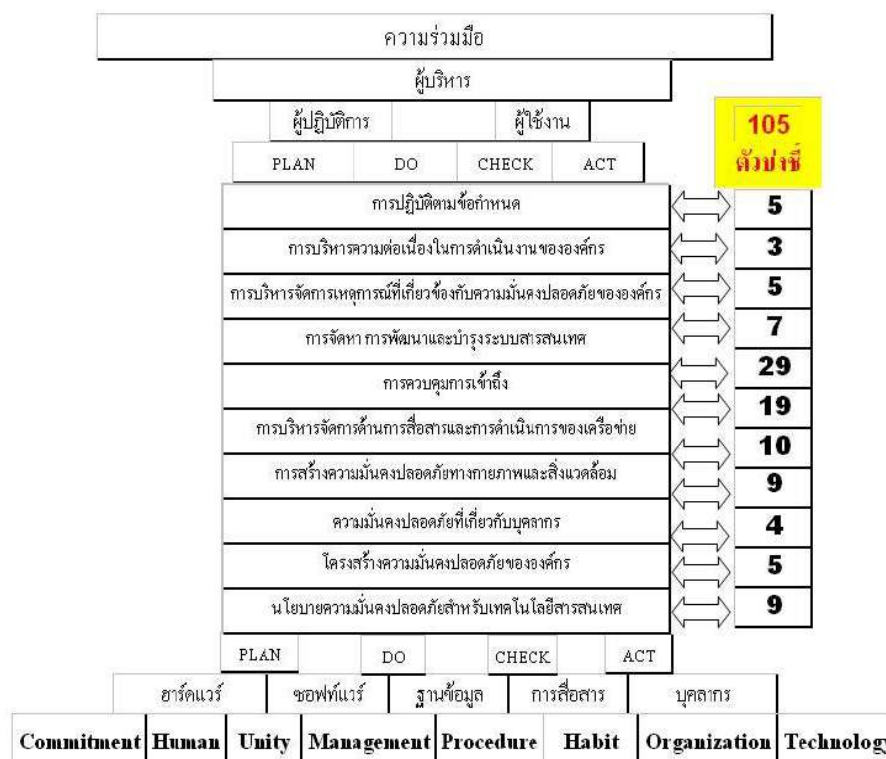 ความร่วมมือ
ผู้บริหาร
ผู้ปฏิบัติการ ผู้ใช้งาน
105
ตัวบ่งชี้
PLAN DO CHECK ACT
การปฏิบัติตามข้อกำหนด 5
การบริหารความต่อเนื่องในการดำเนินงานขององค์กร 3
การบริหารจัดการเหตุการณ์ที่เกี่ยวข้องกับความมั่นคงปลอดภัยขององค์กร 5
การจัดหา การพัฒนาและบำรุงระบบสารสนเทศ 7
การควบคุมการเข้าถึง 29
การบริหารจัดการด้านการสื่อสารและการดำเนินการของเครือข่าย 19
10
การสร้างความมั่นคงปลอดภัยทางกายภาพและสิ่งแวดล้อม 9
ความมั่นคงปลอดภัยที่เกี่ยวกับบุคลากร 4
โครงสร้างความมั่นคงปลอดภัยขององค์กร 5
นโยบายความมั่นคงปลอดภัยสำหรับเทคโนโลยีสารสนเทศ 9
PLAN DO CHECK ACT
ฮาร์ดแวร์ ซอฟท์แวร์ ฐานข้อมูล การสื่อสาร บุคลากร
Commitment Human Unity Management Procedure Habit Organization Technology